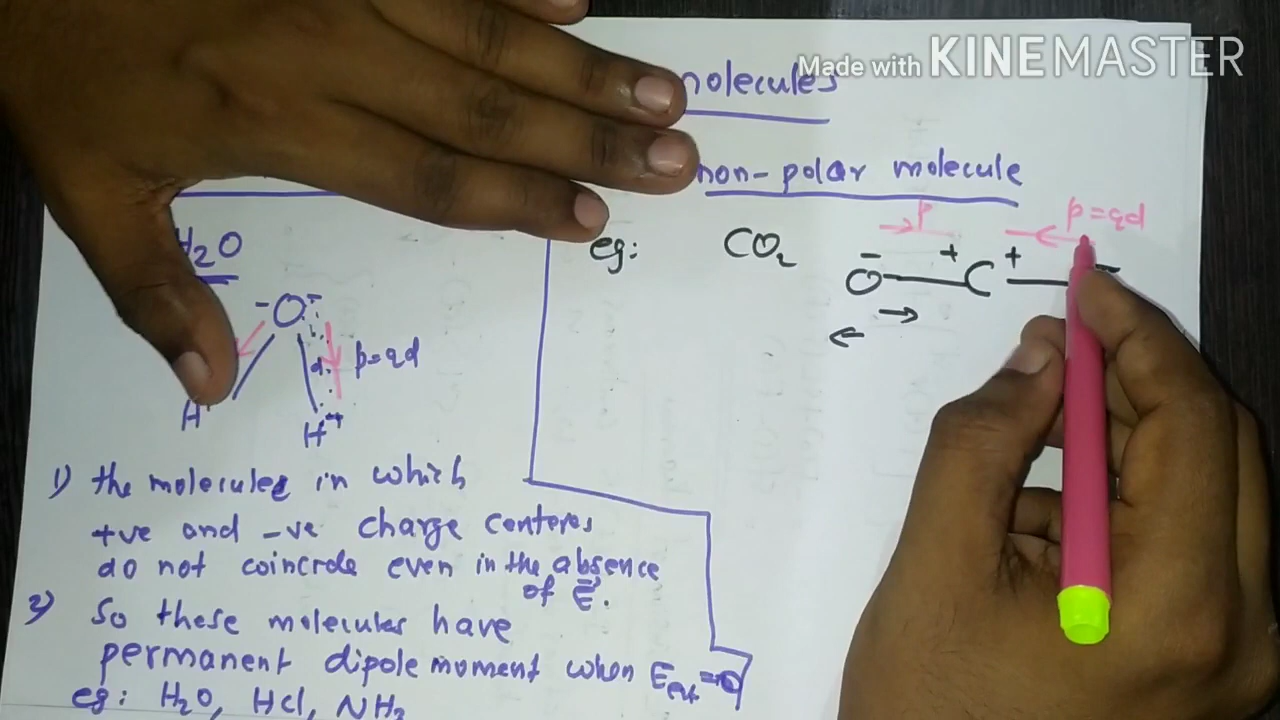 Made with KINEMASTER
molecules
non-polar molecule
H2O
-O-
d
p=qd
H+
H+
1) the molecules in which
+ve and -ve charge centeres
do not coincide even in the absence
of E.
2) So these molecules have
permanent dipole moment when Eext=0
eg: H2O, HCl, NH3
eg: CO2
p
p=qd
O- + C + -